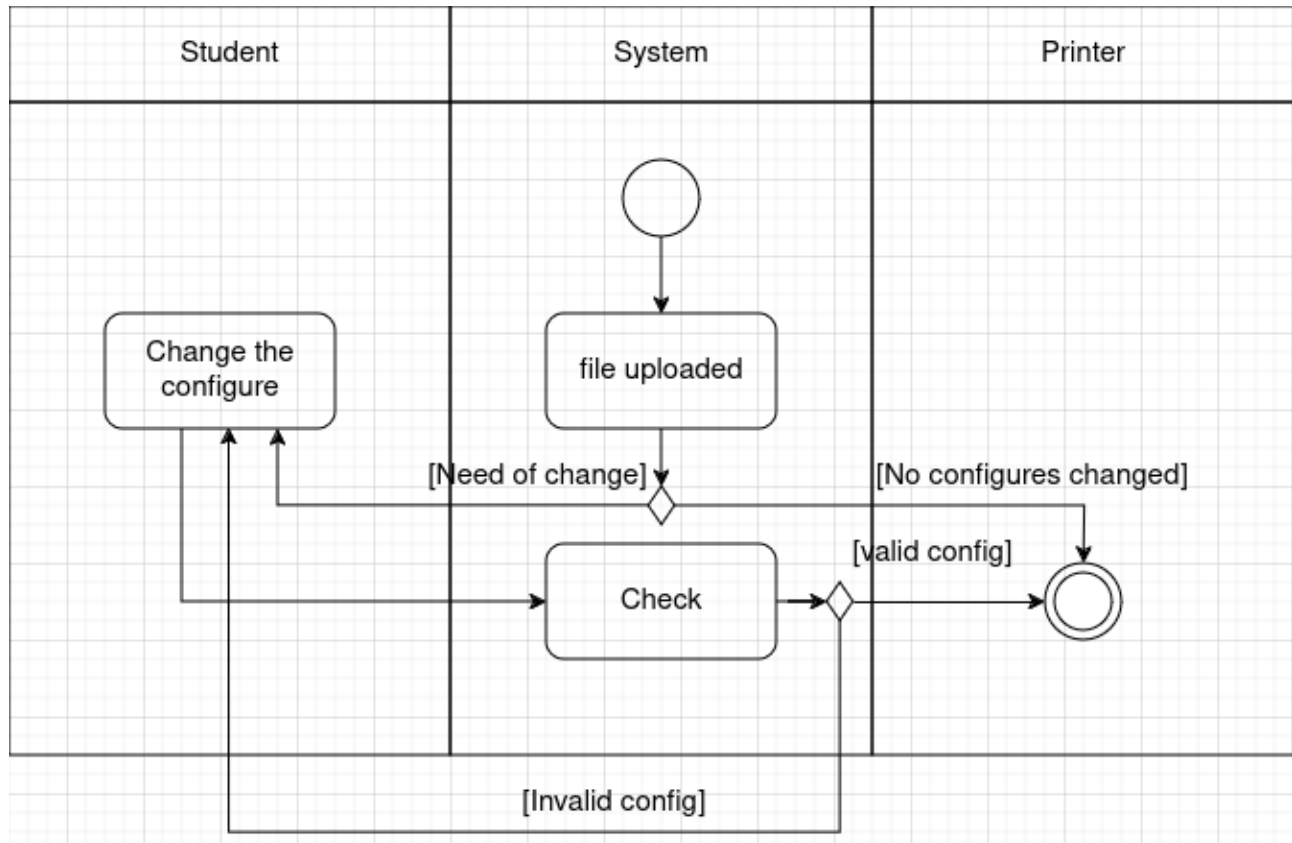 Student
System
Printer
Change the
configure
file uploaded
[Need of change]
[No configures changed]
[valid config]
Check
[Invalid config]